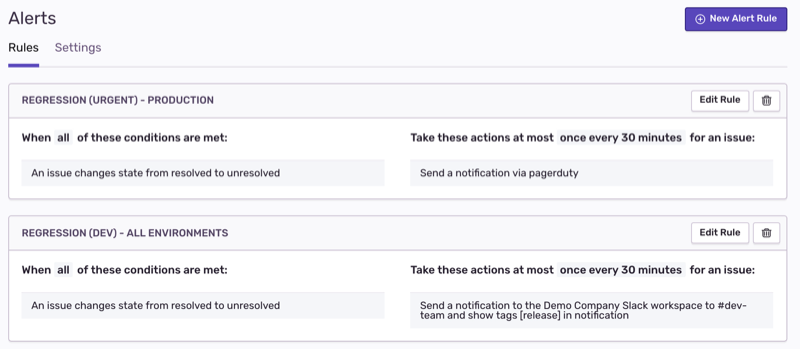 Alerts
New Alert Rule
Rules Settings
REGRESSION (URGENT) - PRODUCTION
Edit Rule
When all of these conditions are met:
An issue changes state from resolved to unresolved
Take these actions at most once every 30 minutes for an issue:
Send a notification via pagerduty
REGRESSION (DEV) - ALL ENVIRONMENTS
Edit Rule
When all of these conditions are met:
An issue changes state from resolved to unresolved
Take these actions at most once every 30 minutes for an issue:
Send a notification to the Demo Company Slack workspace to #dev-
team and show tags [release] in notification